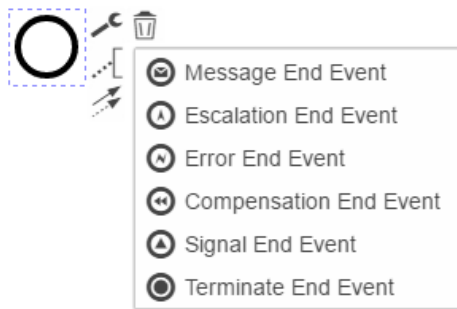 Message End Event
Escalation End Event
Error End Event
Compensation End Event
Signal End Event
Terminate End Event